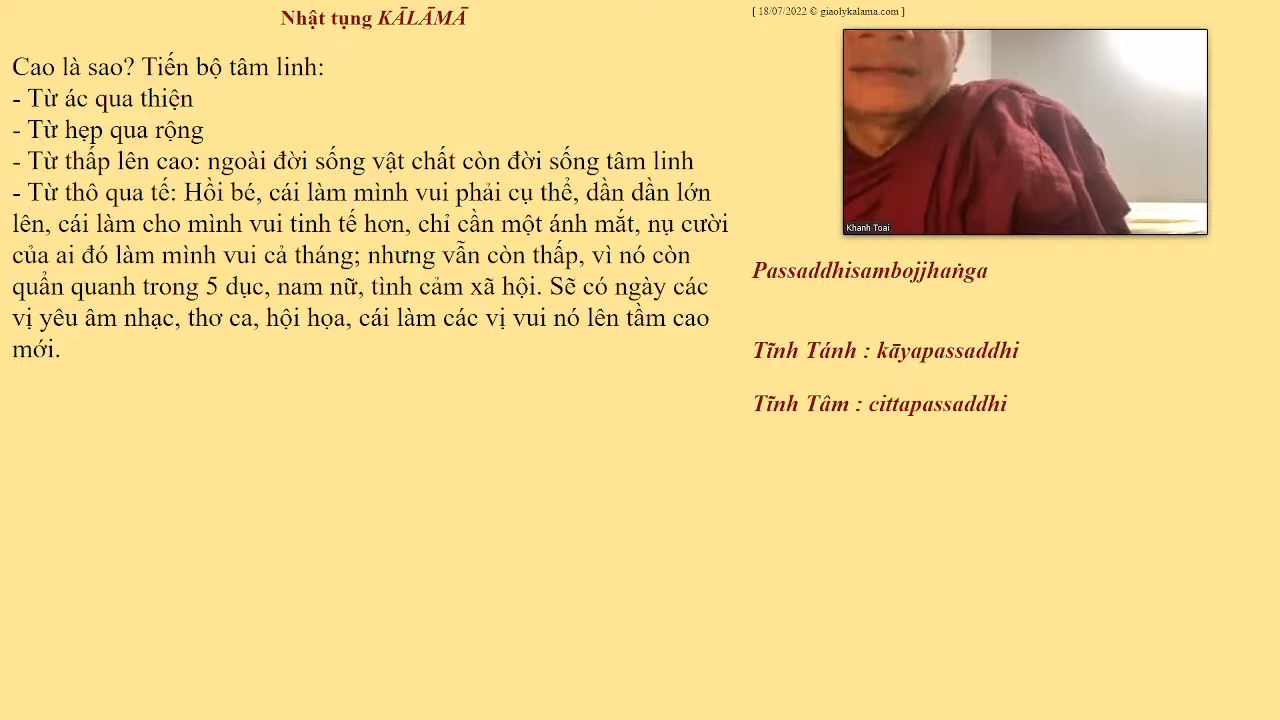 Nhật tụng KĀLĀMĀ
Cao là sao? Tiến bộ tâm linh:
- Từ ác qua thiện
- Từ hẹp qua rộng
- Từ thấp lên cao: ngoài đời sống vật chất còn đời sống tâm linh
- Từ thô qua tế: Hồi bé, cái làm mình vui phải cụ thể, dần dần lớn
lên, cái làm cho mình vui tinh tế hơn, chỉ cần một ánh mắt, nụ cười
của ai đó làm mình vui cả tháng; nhưng vẫn còn thấp, vì nó còn
quẩn quanh trong 5 dục, nam nữ, tình cảm xã hội. Sẽ có ngày các
vị yêu âm nhạc, thơ ca, hội họa, cái làm các vị vui nó lên tầm cao
mới.
[ 18/07/2022 © giaolykalama.com ]
Khanh Toai
Passaddhisambojjhaṅga
Tĩnh Tánh : kāyapassaddhi
Tĩnh Tâm : cittapassaddhi